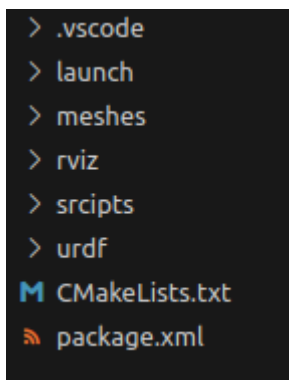 .vscode
launch
meshes
rviz
srcipts
urdf
CMakeLists.txt
package.xml